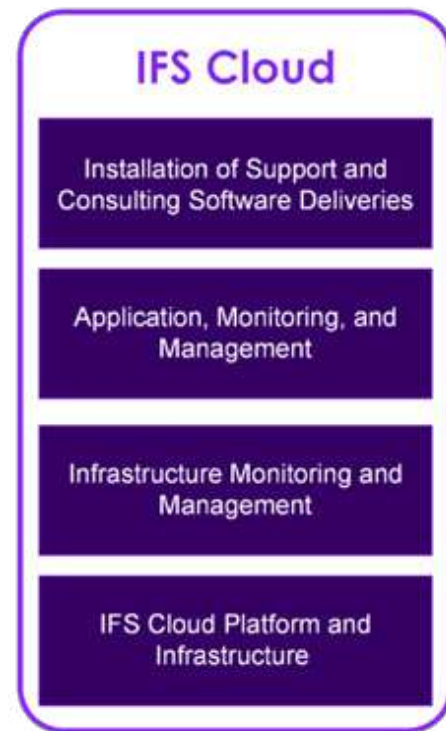 IFS Cloud
Installation of Support and
Consulting Software Deliveries
Application, Monitoring, and
Management
Infrastructure Monitoring and
Management
IFS Cloud Platform and
Infrastructure